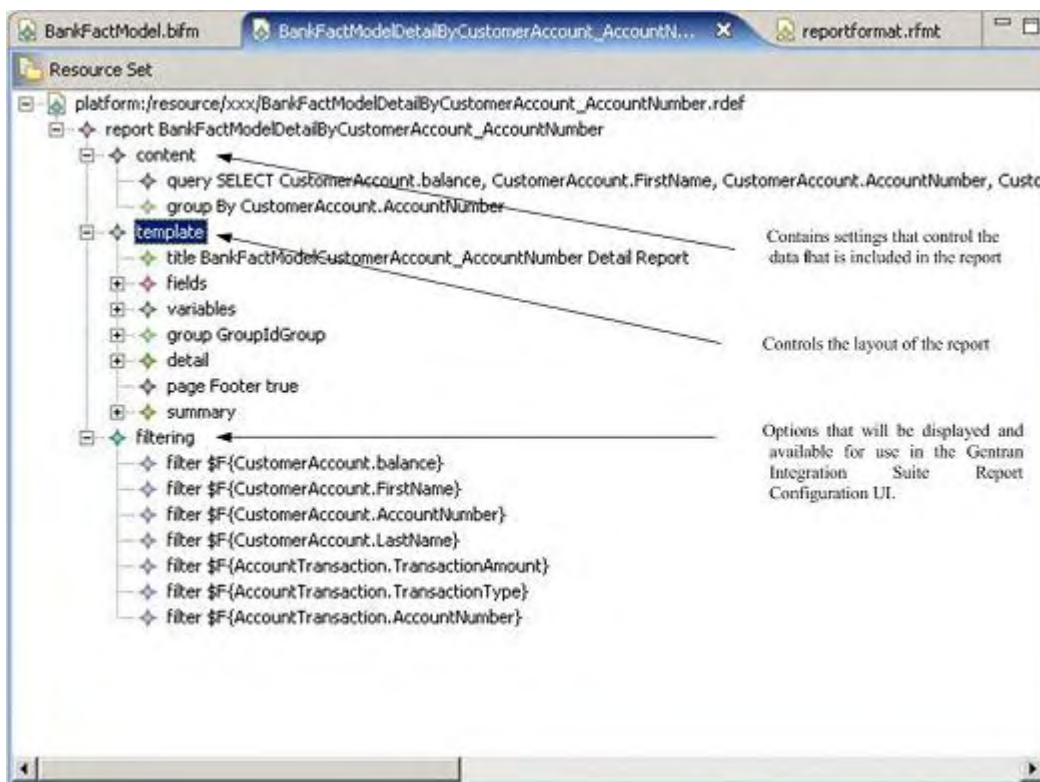 BankFactModel.bifm
BankFactModelDetailByCustomerAccount_AccountN...
reportformat.rfmt
Resource Set
platform:/resource/xxx/BankFactModelDetailByCustomerAccount_AccountNumber.rdef
report BankFactModelDetailByCustomerAccount_AccountNumber
content
query SELECT CustomerAccount.balance, CustomerAccount.FirstName, CustomerAccount.AccountNumber, Custo
group By CustomerAccount.AccountNumber
template
title BankFactModelCustomerAccount_AccountNumber Detail Report
fields
variables
group GroupIdGroup
detail
page Footer true
summary
filtering
filter $F{CustomerAccount.balance}
filter $F{CustomerAccount.FirstName}
filter $F{CustomerAccount.AccountNumber}
filter $F{CustomerAccount.LastName}
filter $F{AccountTransaction.TransactionAmount}
filter $F{AccountTransaction.TransactionType}
filter $F{AccountTransaction.AccountNumber}
Contains settings that control the
data that is included in the report
Controls the layout of the report
Options that will be displayed and
available for use in the Gentran
Integration Suite Report
Configuration UI.